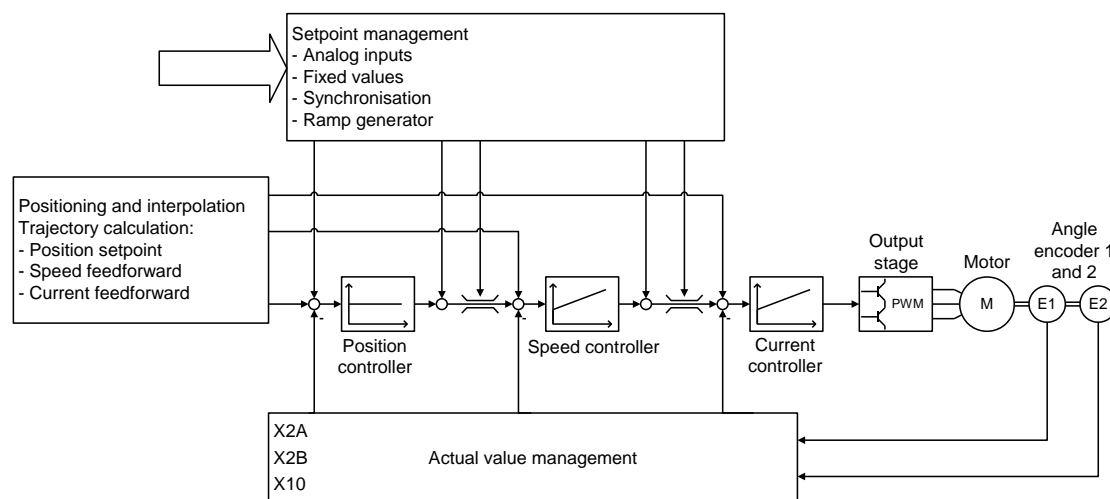 Setpoint management
- Analog inputs
- Fixed values
- Synchronisation
- Ramp generator
Positioning and interpolation
Trajectory calculation:
- Position setpoint
- Speed feedforward
- Current feedforward
Position
controller
Speed controller
Current
controller
Output
stage
PWM
Motor
M
Angle
encoder 1
and 2
E1
E2
-
-
-
X2A
X2B
X10
Actual value management